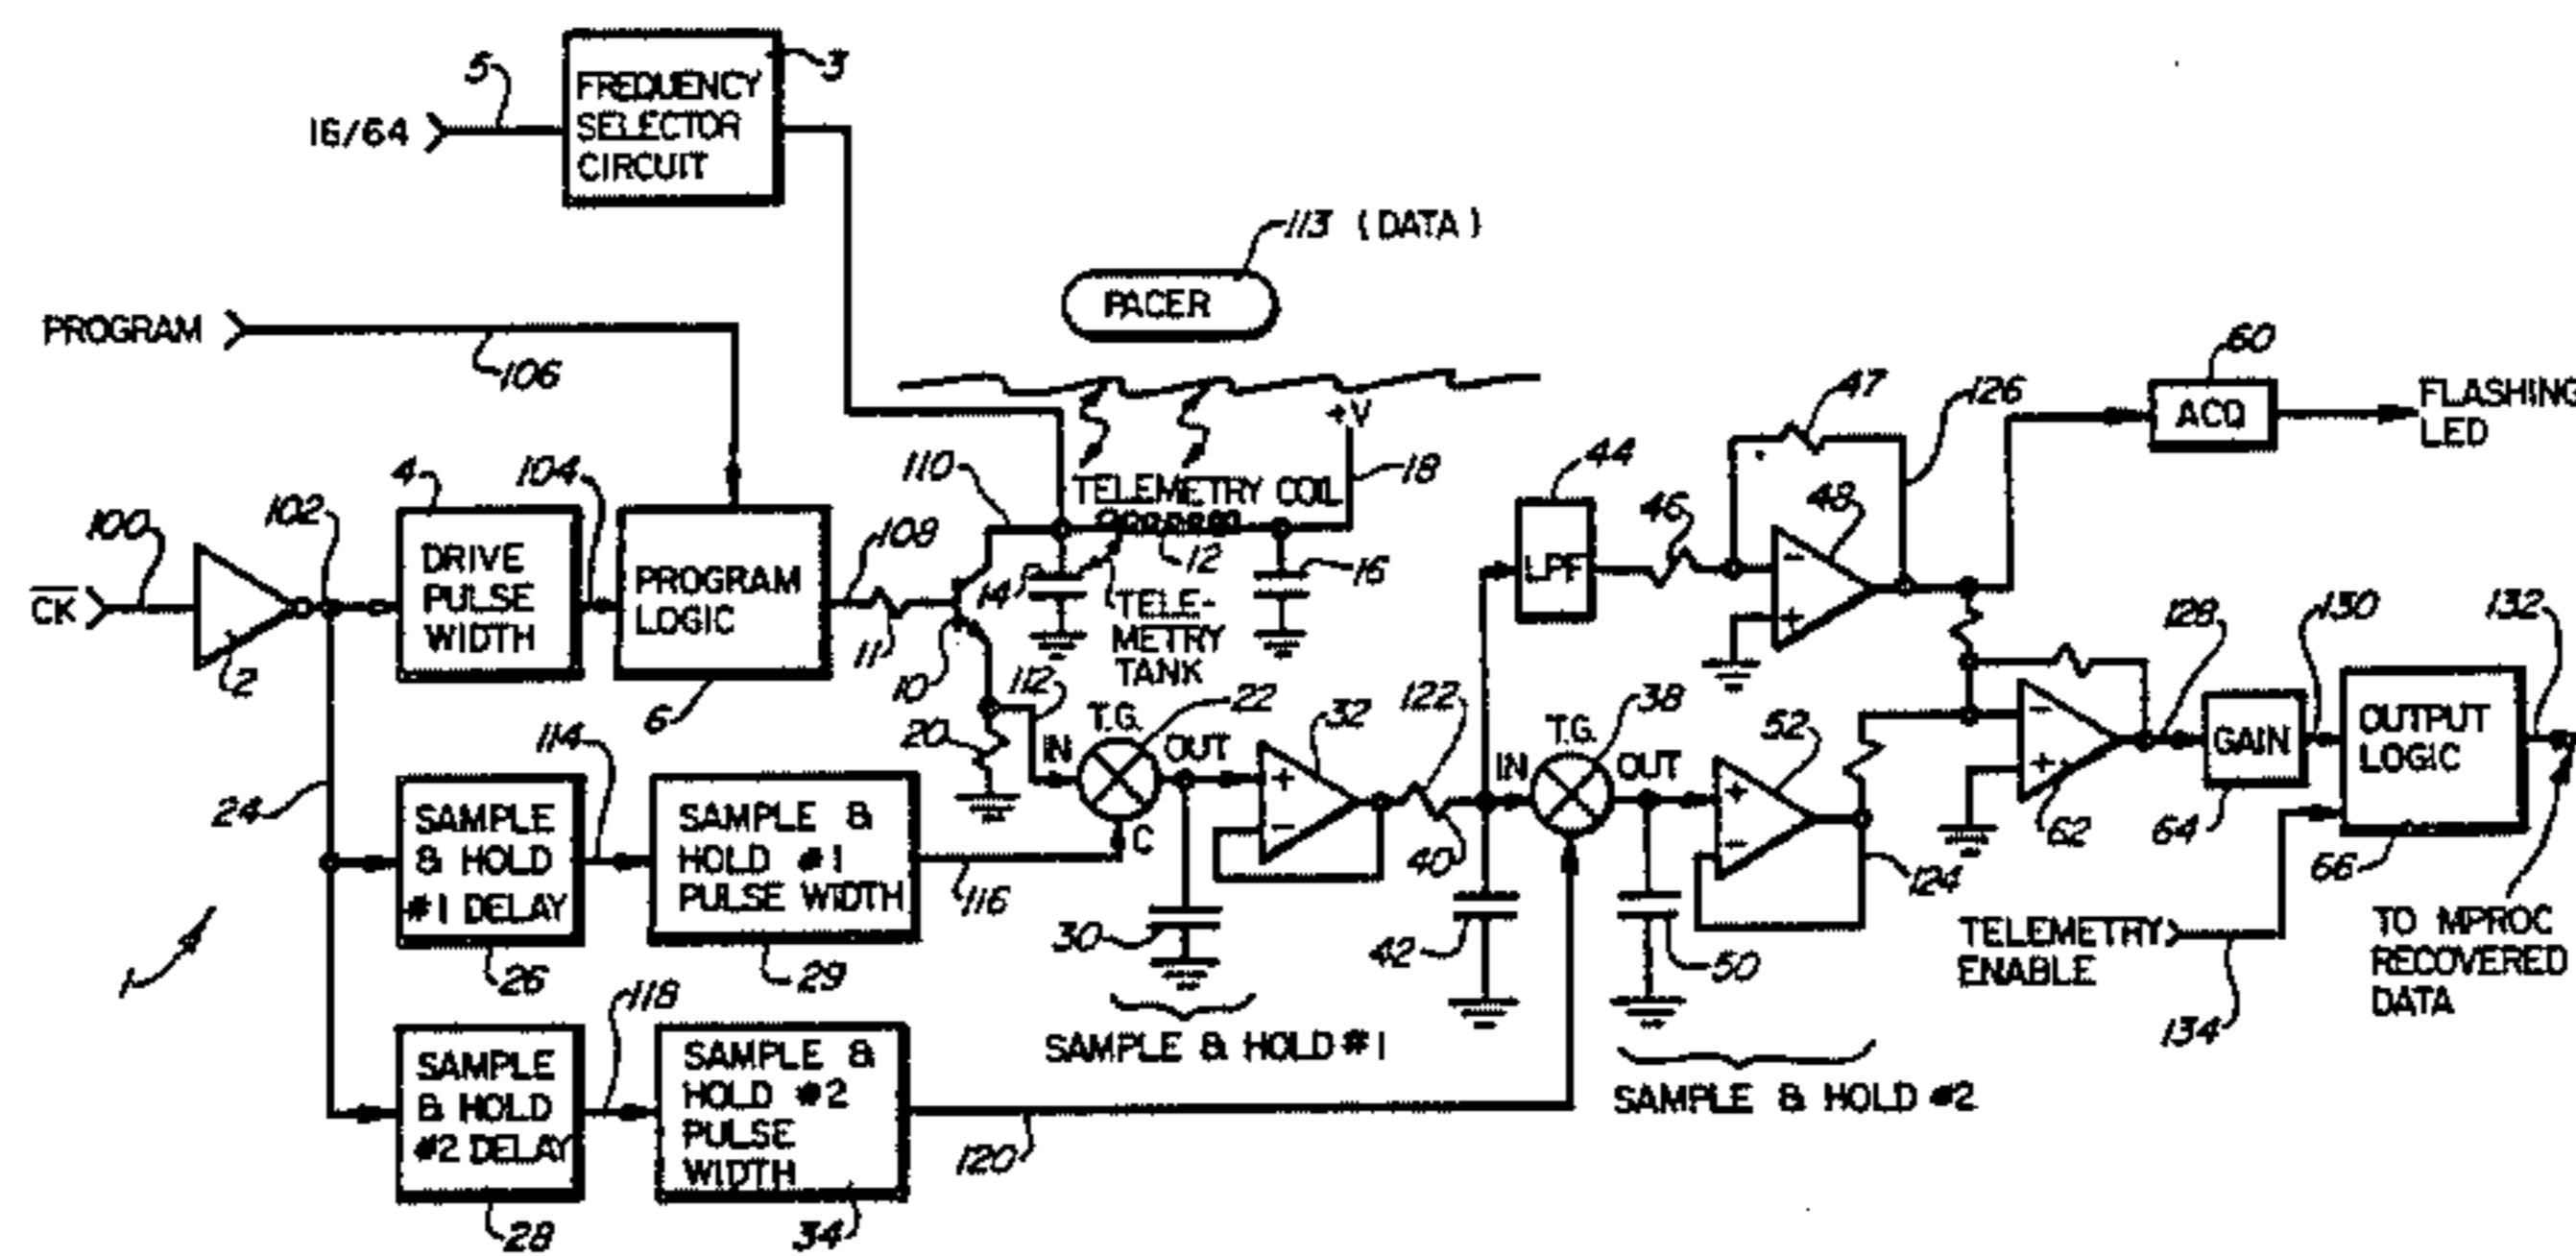 5
FREQUENCY
SELECTOR
CIRCUIT
3
16/64
113 (DATA)
PACER
PROGRAM
106
+V
60
ACQ
FLASHING
LED
47
126
44
LPF
46
48
4
104
102
100
CK
2
DRIVE
PULSE
WIDTH
PROGRAM
LOGIC
6
108
11
110
TELEMETRY COIL
18
12
14
16
TELE-
METRY
TANK
10
112
20
T.G.
22
IN
OUT
C
32
122
40
T.G.
38
IN
OUT
52
124
62
128
GAIN
64
130
OUTPUT
LOGIC
66
132
24
1
114
SAMPLE
& HOLD
#1 DELAY
26
SAMPLE &
HOLD #1
PULSE WIDTH
29
116
30
SAMPLE & HOLD #1
42
50
SAMPLE & HOLD #2
TELEMETRY
ENABLE
134
TO MPROC
RECOVERED
DATA
118
SAMPLE
& HOLD
#2 DELAY
28
SAMPLE &
HOLD #2
PULSE
WIDTH
34
120